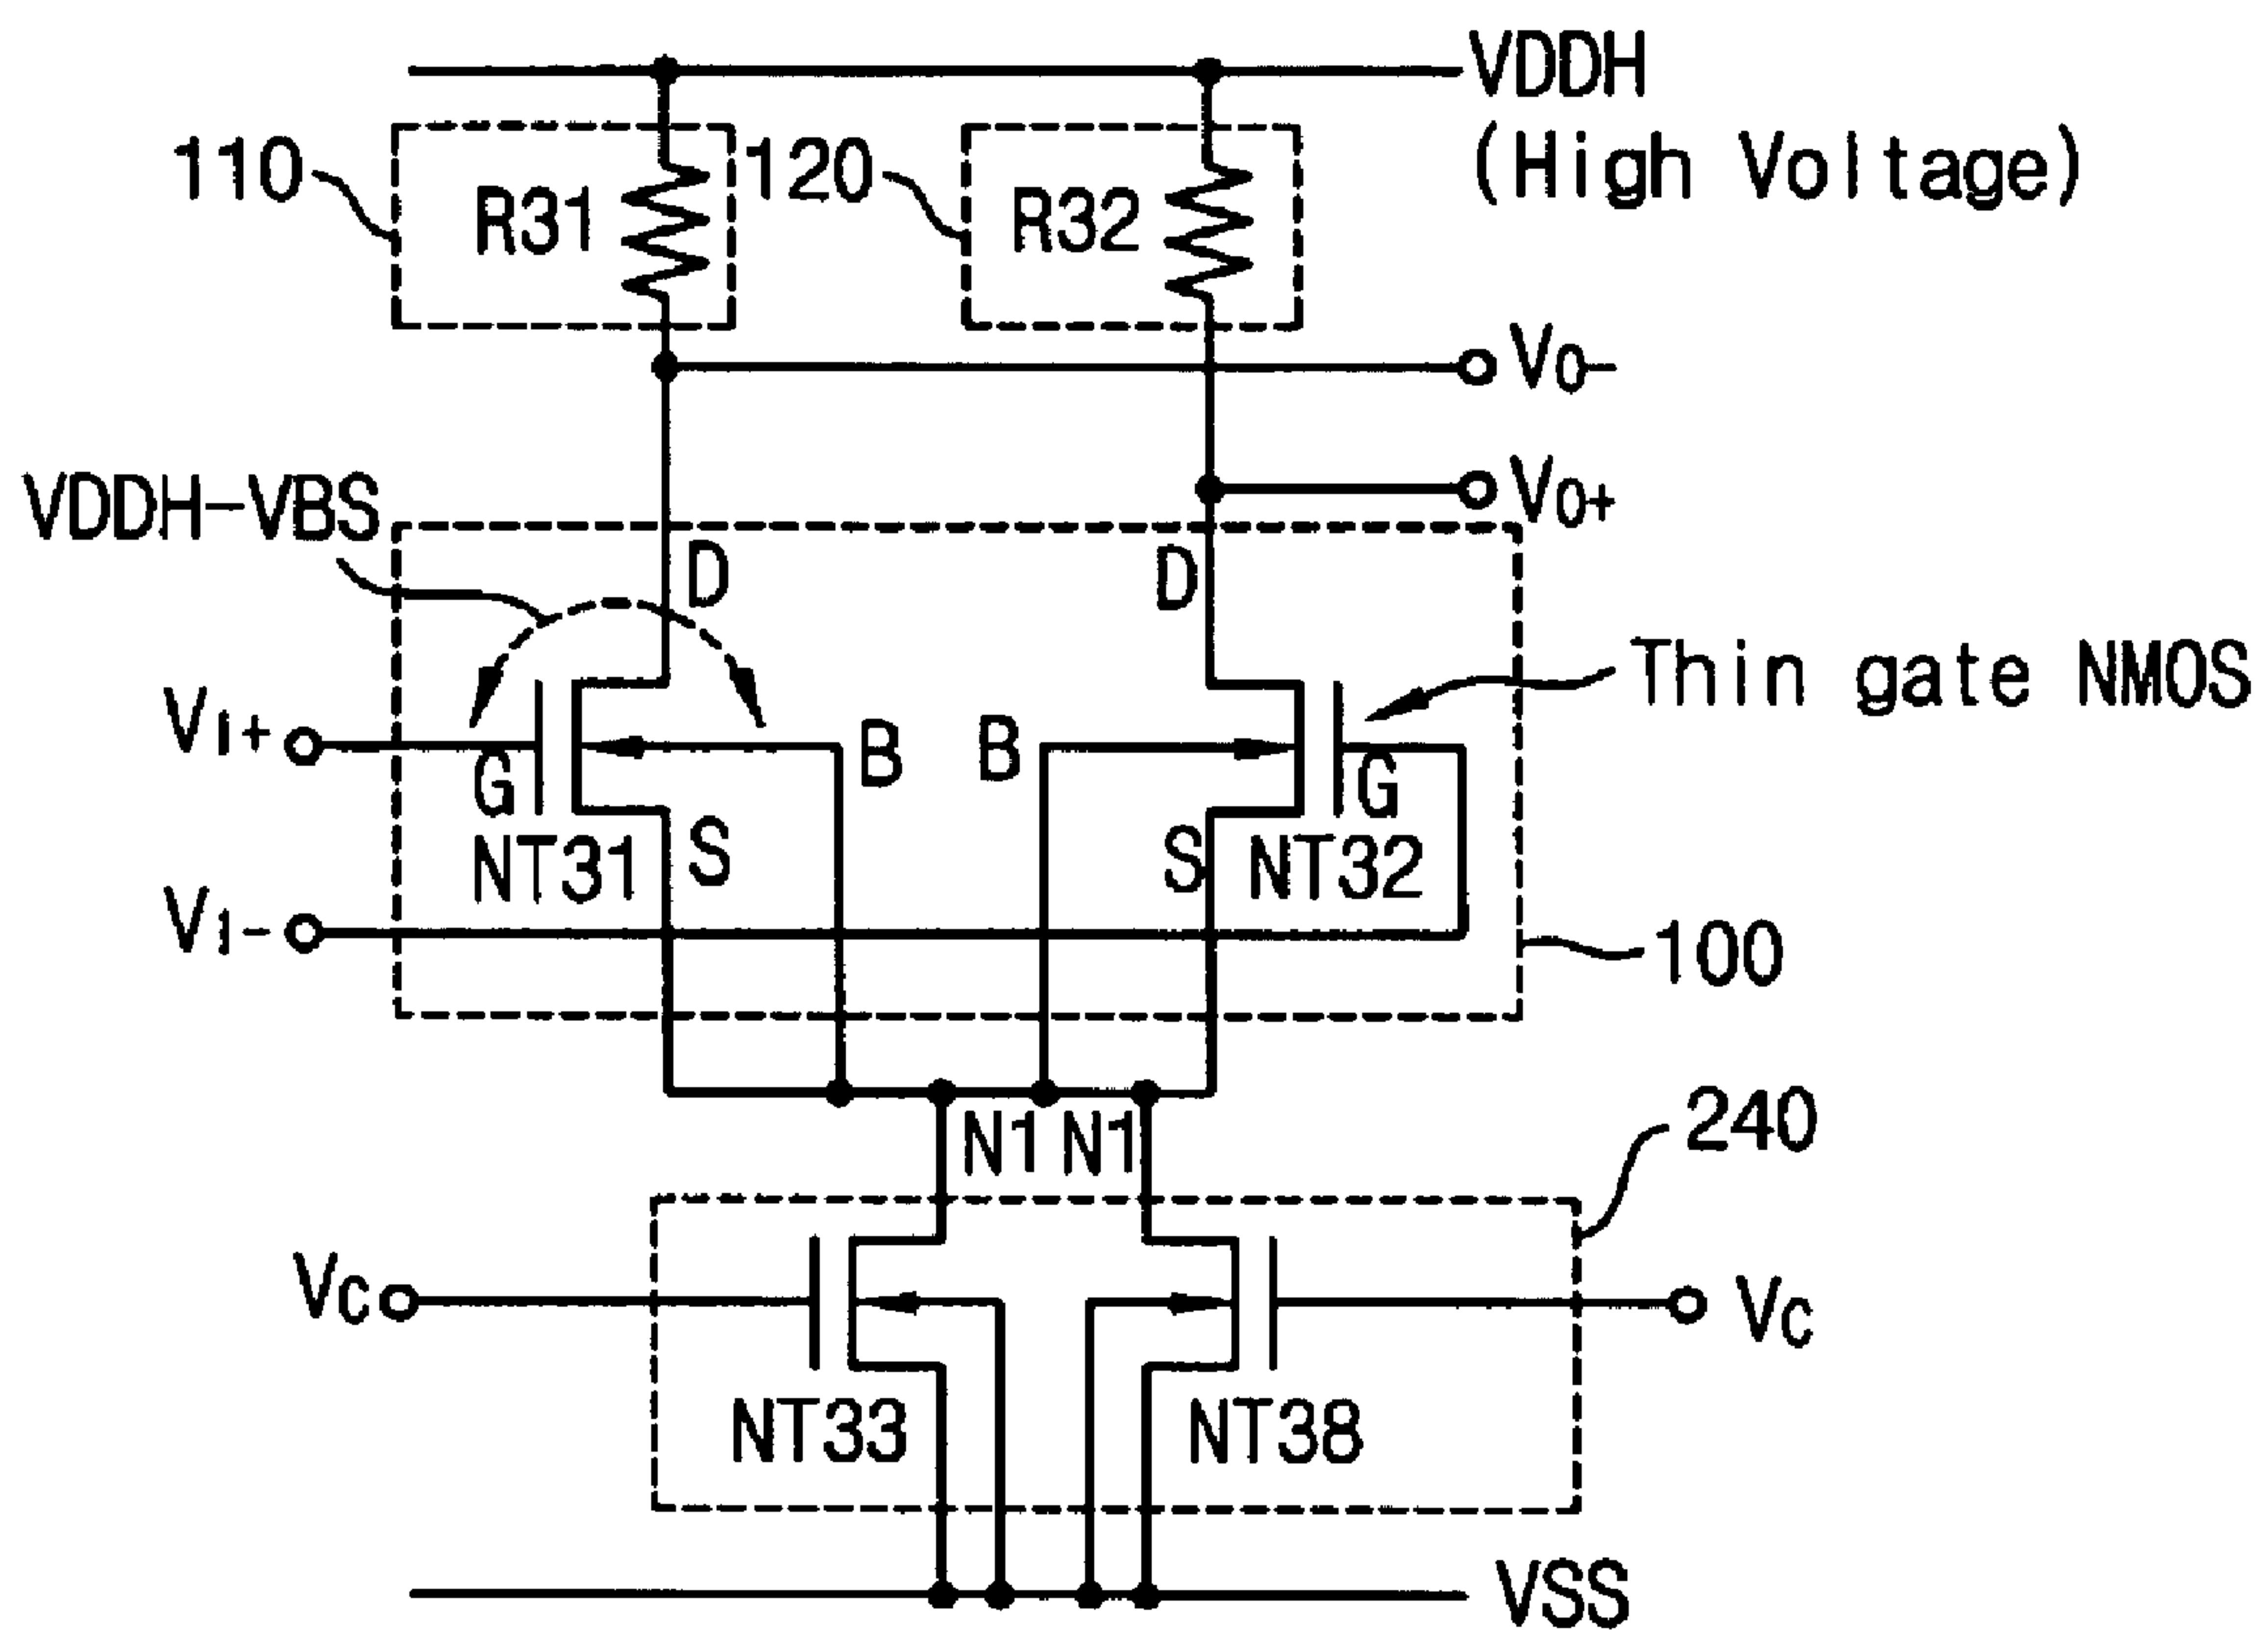 VDDH
(High Voltage)
110
R31
120
R32
VO-
VO+
VDDH-VBS
D
D
Thin gate NMOS
VI+
G
B
B
G
NT31
S
S
NT32
VI-
100
N1
N1
240
VC
VC
NT33
NT38
VSS